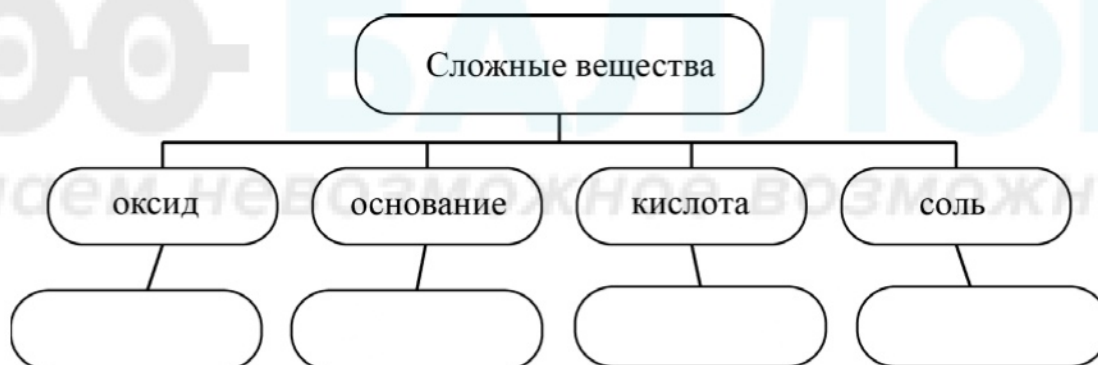 Сложные вещества
оксид
основание
кислота
соль